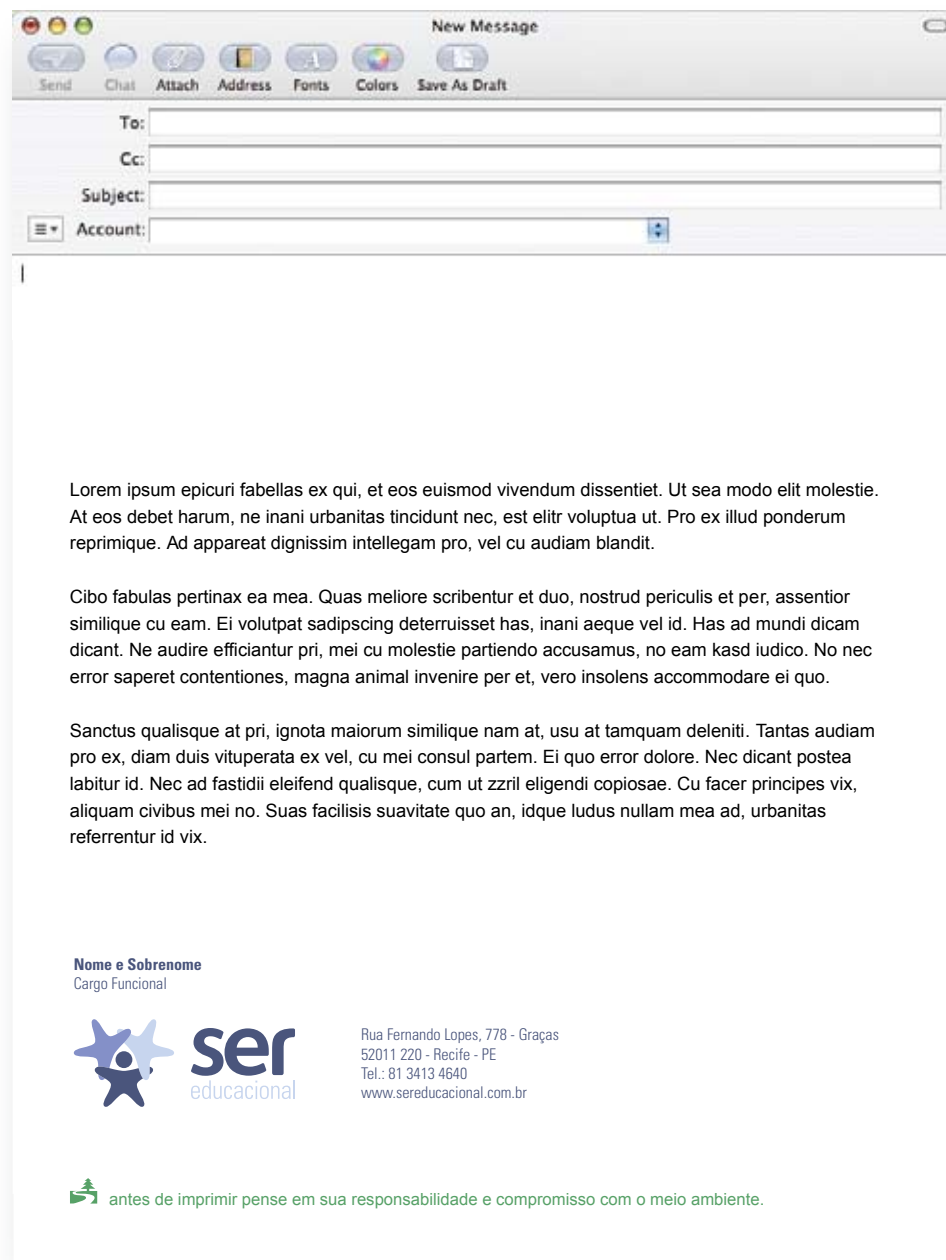 New Message
Send Chat Attach Address Fonts Colors Save As Draft
To:
Cc:
Subject:
Account:
Lorem ipsum epicuri fabellas ex qui, et eos euismod vivendum dissentiet. Ut sea modo elit molestie.
At eos debet harum, ne inani urbanitas tincidunt nec, est elitr voluptua ut. Pro ex illud ponderum
reprimique. Ad appareat dignissim intellegam pro, vel cu audiam blandit.
Cibo fabulas pertinax ea mea. Quas meliore scribentur et duo, nostrud periculis et per, assentior
similique cu eam. Ei volutpat sadipscing deterruisset has, inani aeque vel id. Has ad mundi dicam
dicant. Ne audire efficiantur pri, mei cu molestie partiendo accusamus, no eam kasd iudico. No nec
error saperet contentiones, magna animal invenire per et, vero insolens accommodare ei quo.
Sanctus qualisque at pri, ignota maiorum similique nam at, usu at tamquam deleniti. Tantas audiam
pro ex, diam duis vituperata ex vel, cu mei consul partem. Ei quo error dolore. Nec dicant postea
labitur id. Nec ad fastidii eleifend qualisque, cum ut zzril eligendi copiosae. Cu facer principes vix,
aliquam civibus mei no. Suas facilisis suavitate quo an, idque ludus nullam mea ad, urbanitas
referrentur id vix.
Nome e Sobrenome
Cargo Funcional
ser
educacional
Rua Fernando Lopes, 778 - Graças
52011 220 - Recife - PE
Tel.: 81 3413 4640
www.sereducacional.com.br
antes de imprimir pense em sua responsabilidade e compromisso com o meio ambiente.